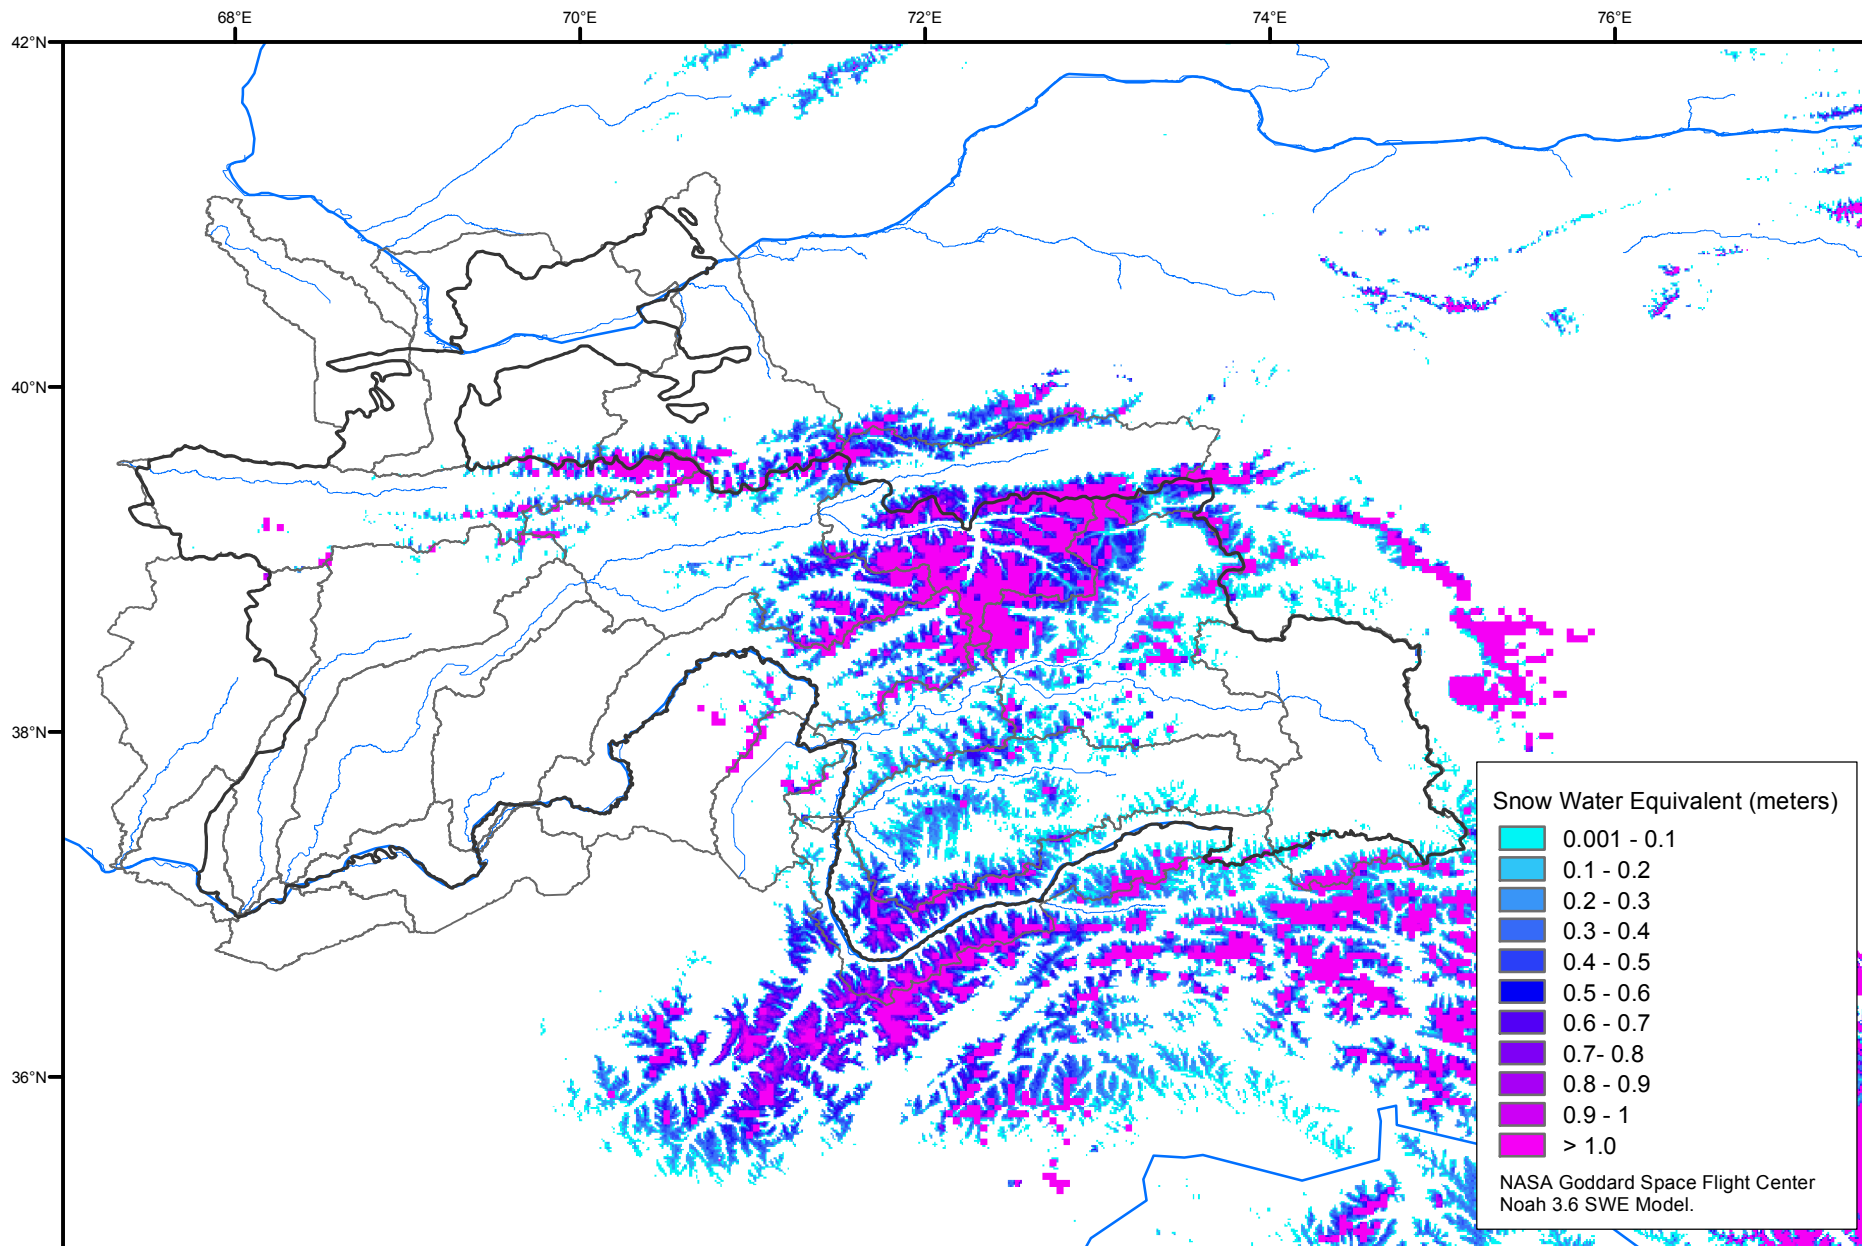 68°E
70°E
72°E
74°E
76°E
42°N
40°N
38°N
36°N
Snow Water Equivalent (meters)
0.001 - 0.1
0.1 - 0.2
0.2 - 0.3
0.3 - 0.4
0.4 - 0.5
0.5 - 0.6
0.6 - 0.7
0.7- 0.8
0.8 - 0.9
0.9 - 1
> 1.0
NASA Goddard Space Flight Center
Noah 3.6 SWE Model.